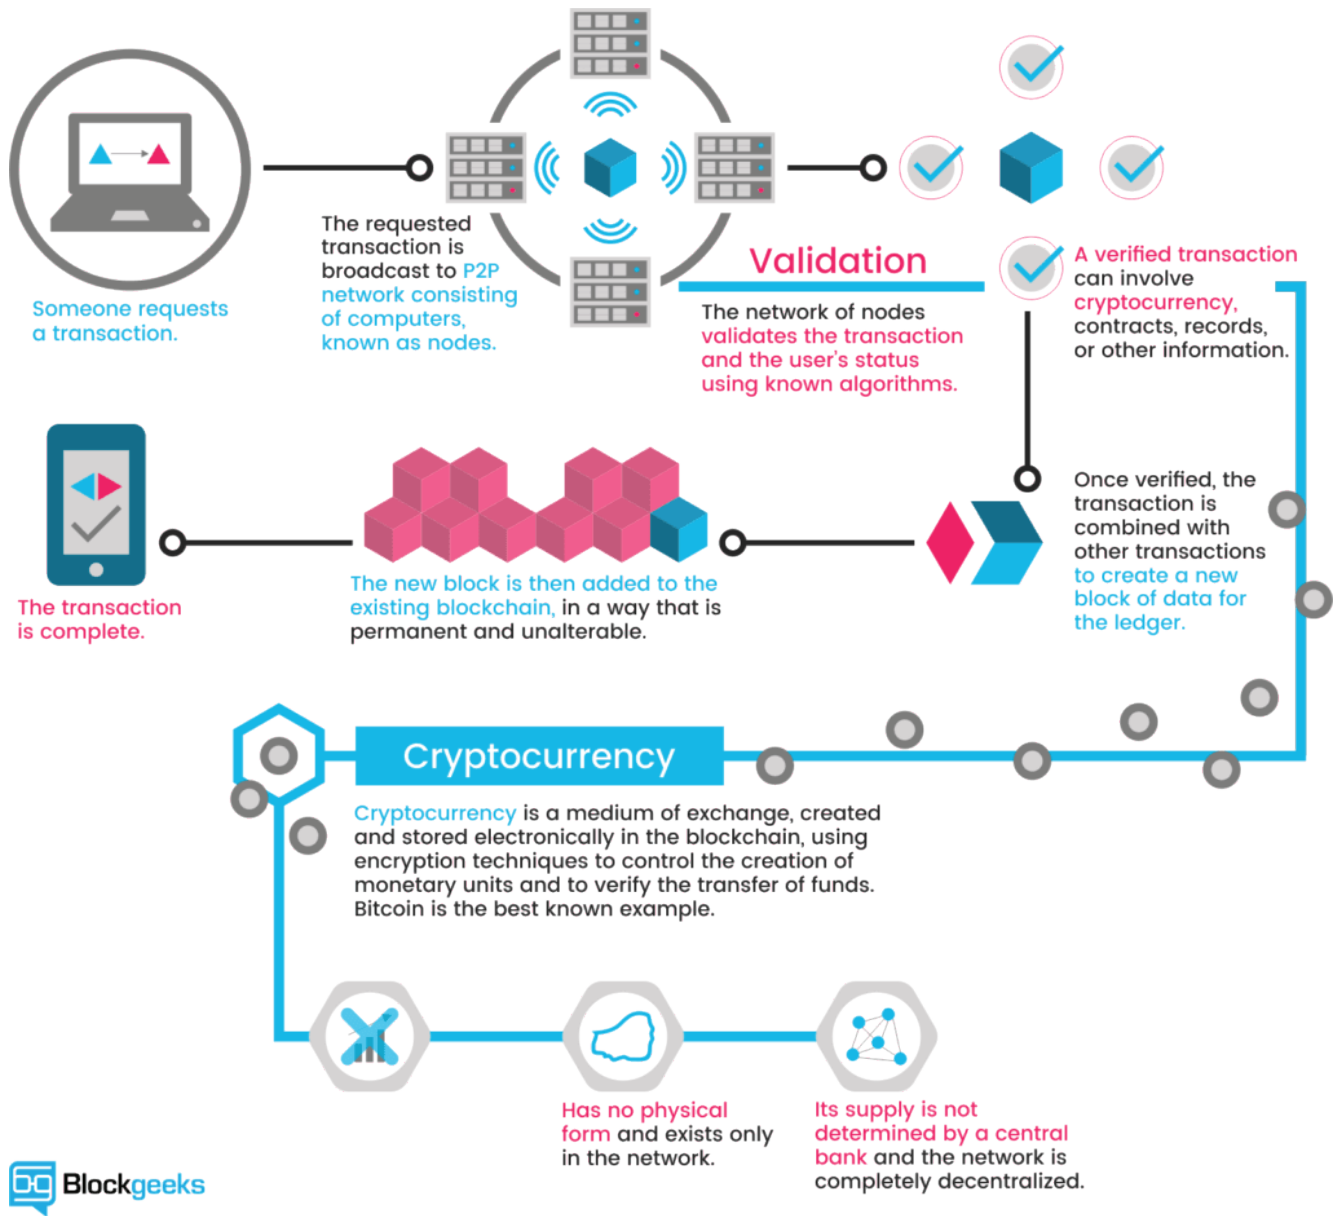 Someone requests
a transaction.
The requested
transaction is
broadcast to P2P
network consisting
of computers,
known as nodes.
Validation
The network of nodes
validates the transaction
and the user's status
using known algorithms.
A verified transaction
can involve
cryptocurrency,
contracts, records,
or other information.
Once verified, the
transaction is
combined with
other transactions
to create a new
block of data for
the ledger.
The new block is then added to the
existing blockchain, in a way that is
permanent and unalterable.
The transaction
is complete.
Cryptocurrency
Cryptocurrency is a medium of exchange, created
and stored electronically in the blockchain, using
encryption techniques to control the creation of
monetary units and to verify the transfer of funds.
Bitcoin is the best known example.
Has no physical
form and exists only
in the network.
Its supply is not
determined by a central
bank and the network is
completely decentralized.
Blockgeeks